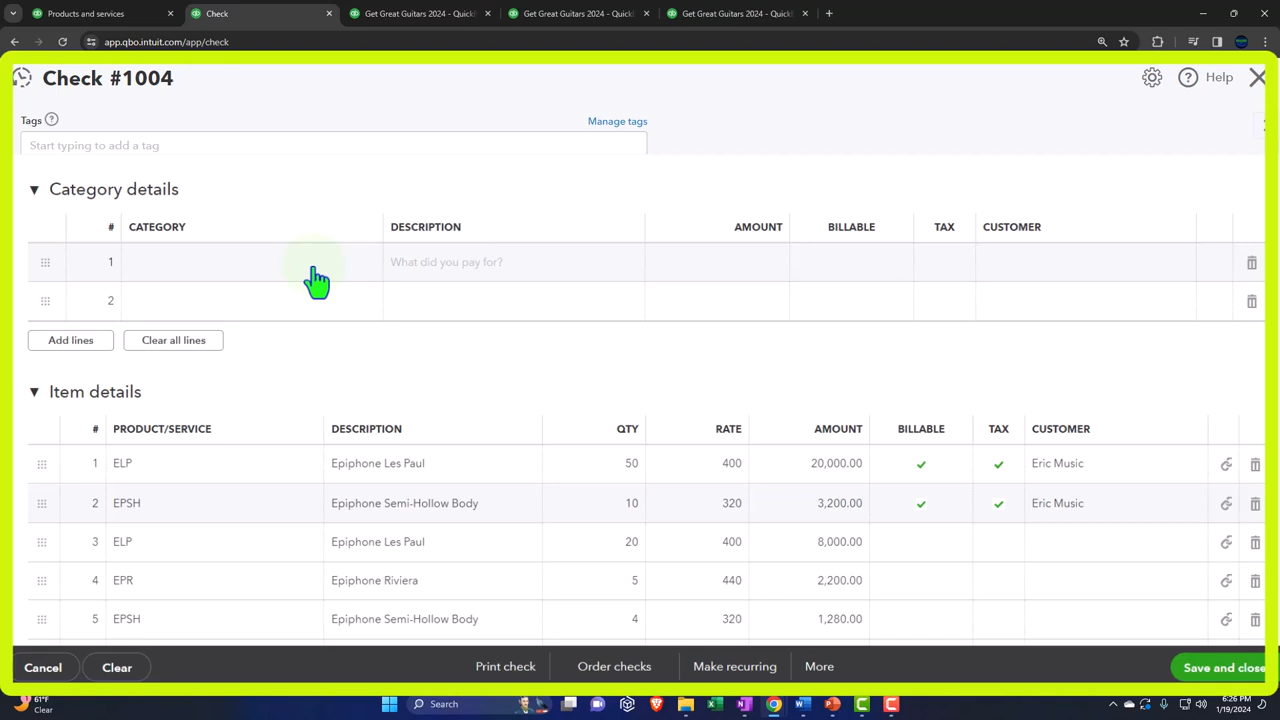 Products and services
Check
Get Great Guitars 2024 - QuickB
Get Great Guitars 2024 - QuickB
Get Great Guitars 2024 - QuickB
app.qbo.intuit.com/app/check
Check #1004
Help
Tags
Manage tags
Start typing to add a tag
Category details
# CATEGORY DESCRIPTION AMOUNT BILLABLE TAX CUSTOMER
1 What did you pay for?
2
Add lines Clear all lines
Item details
# PRODUCT/SERVICE DESCRIPTION QTY RATE AMOUNT BILLABLE TAX CUSTOMER
1 ELP Epiphone Les Paul 50 400 20,000.00 Eric Music
2 EPSH Epiphone Semi-Hollow Body 10 320 3,200.00 Eric Music
3 ELP Epiphone Les Paul 20 400 8,000.00
4 EPR Epiphone Riviera 5 440 2,200.00
5 EPSH Epiphone Semi-Hollow Body 4 320 1,280.00
Cancel Clear Print check Order checks Make recurring More Save and close
61°F
Clear
Search
6:26 PM
1/19/2024